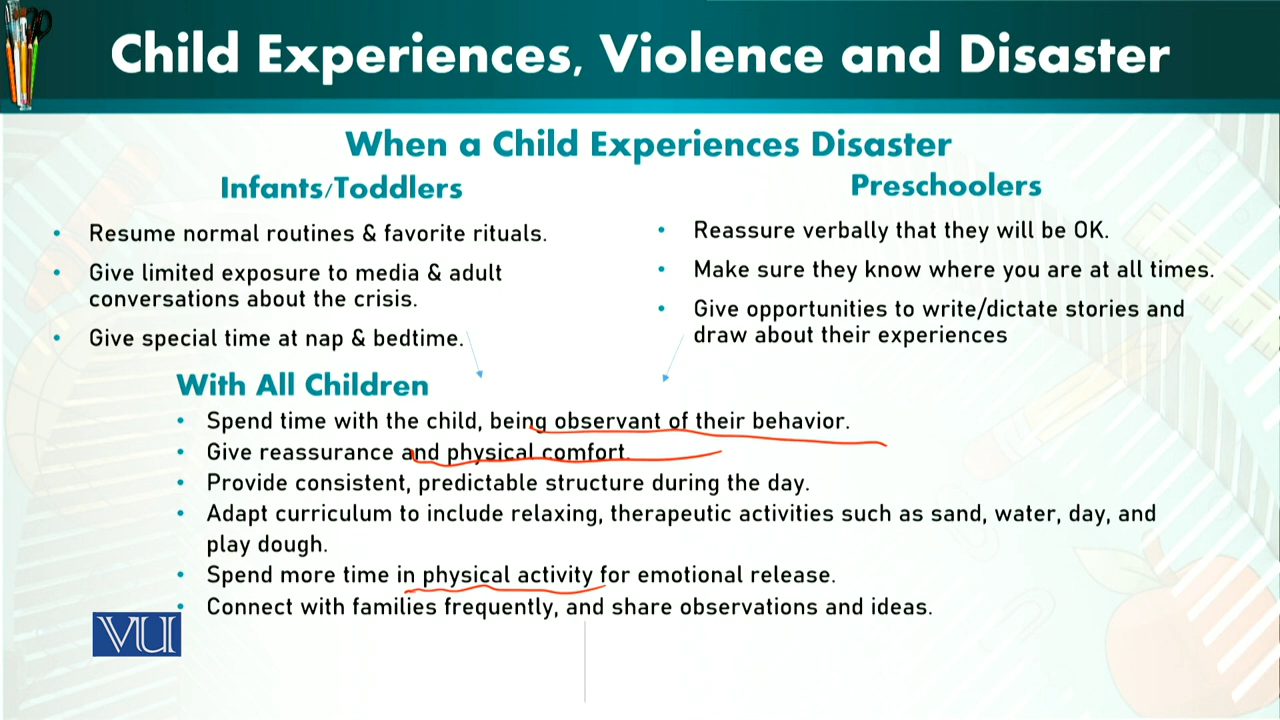 Child Experiences, Violence and Disaster
When a Child Experiences Disaster
Infants/Toddlers
• Resume normal routines & favorite rituals.
• Give limited exposure to media & adult
conversations about the crisis.
• Give special time at nap & bedtime.
Preschoolers
• Reassure verbally that they will be OK.
• Make sure they know where you are at all times.
• Give opportunities to write/dictate stories and
draw about their experiences
With All Children
• Spend time with the child, being observant of their behavior.
• Give reassurance and physical comfort.
• Provide consistent, predictable structure during the day.
• Adapt curriculum to include relaxing, therapeutic activities such as sand, water, day, and
play dough.
• Spend more time in physical activity for emotional release.
• Connect with families frequently, and share observations and ideas.
VU